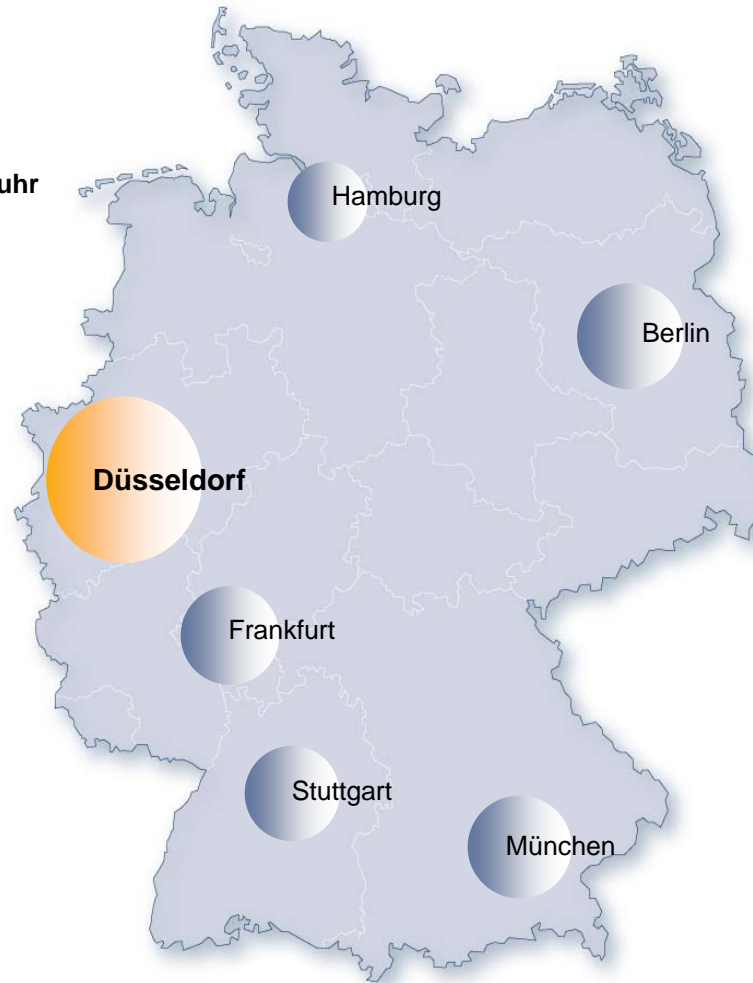 uhr
Hamburg
Berlin
Düsseldorf
Frankfurt
Stuttgart
München